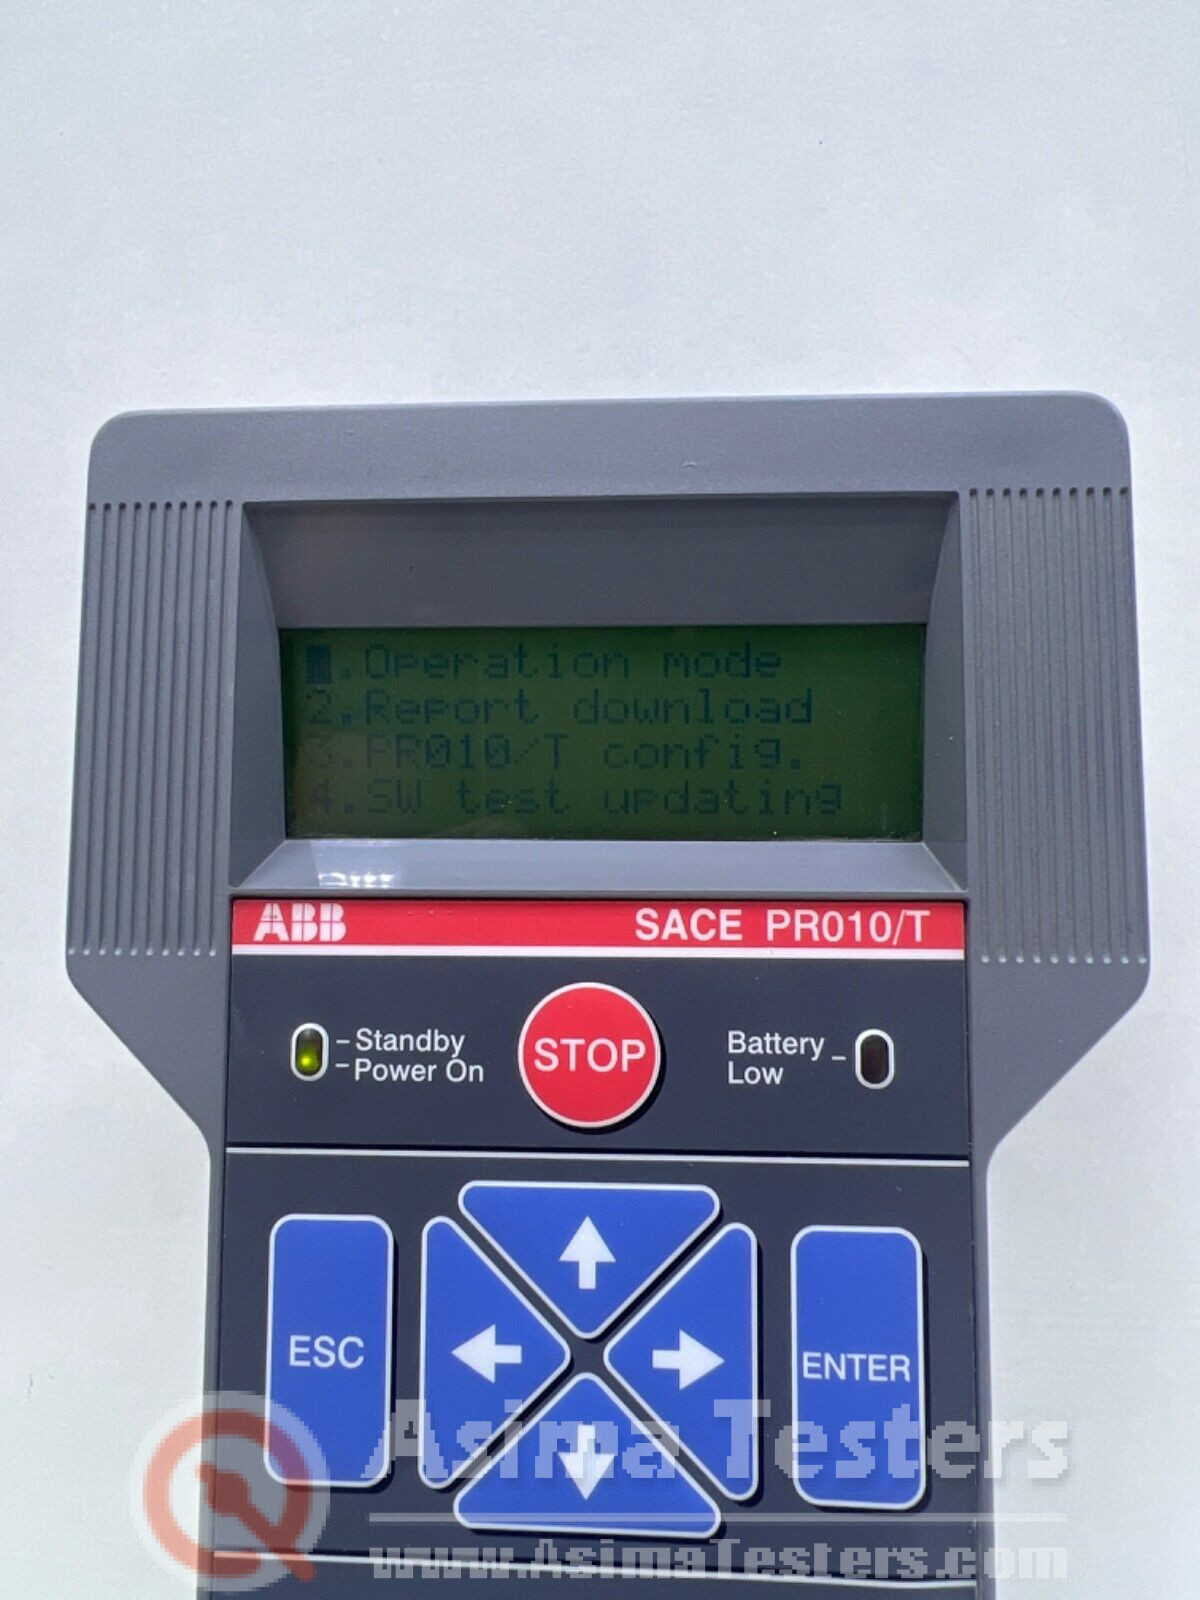 1.Operation mode
2.Report download
3.PR010/T config.
4.SW test updating
ABB SACE PR010/T
Standby
Power On
STOP
Battery
Low
ESC
ENTER
Asima Testers
www.AsimaTesters.com